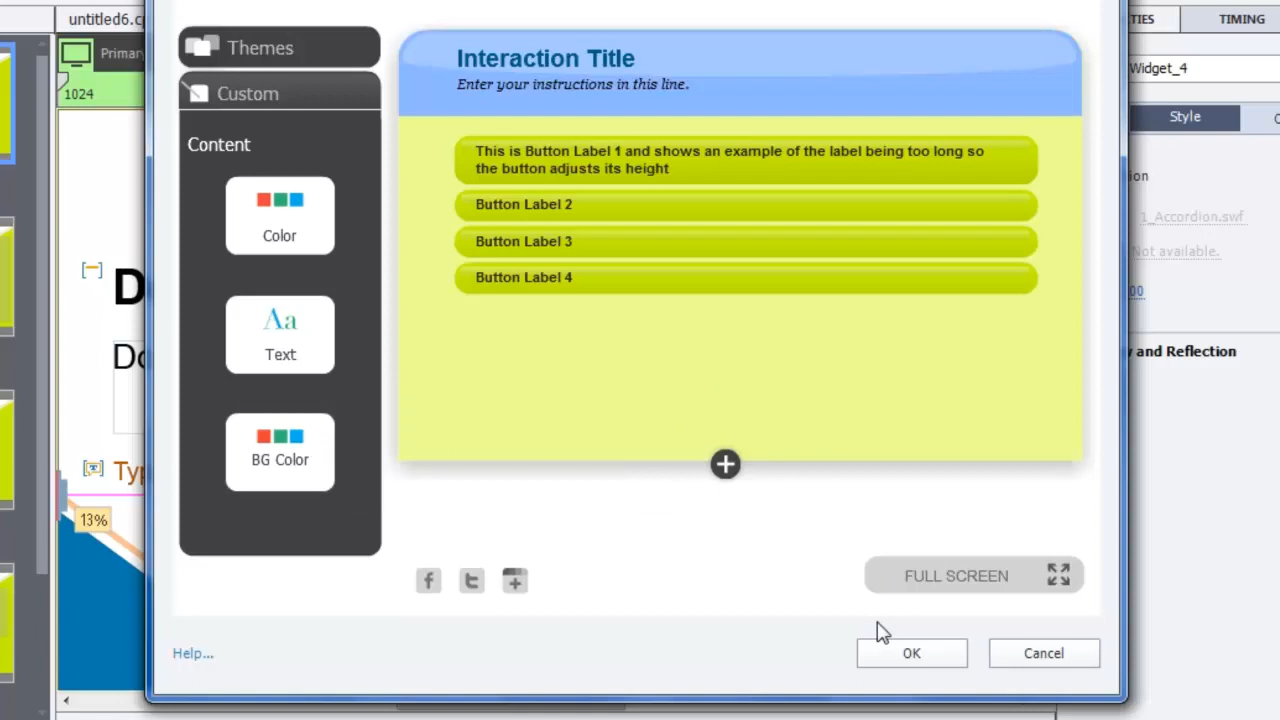 untitled6.cp
Primary
1024
Themes
Custom
Content
Color
Aa
Text
BG Color
Interaction Title
Enter your instructions in this line.
This is Button Label 1 and shows an example of the label being too long so
the button adjusts its height
Button Label 2
Button Label 3
Button Label 4
FULL SCREEN
Help...
OK
Cancel
D
Do
Typ
13%
TIES
TIMING
Widget_4
Style
ion
1_Accordion.swf
Not available.
00
y and Reflection